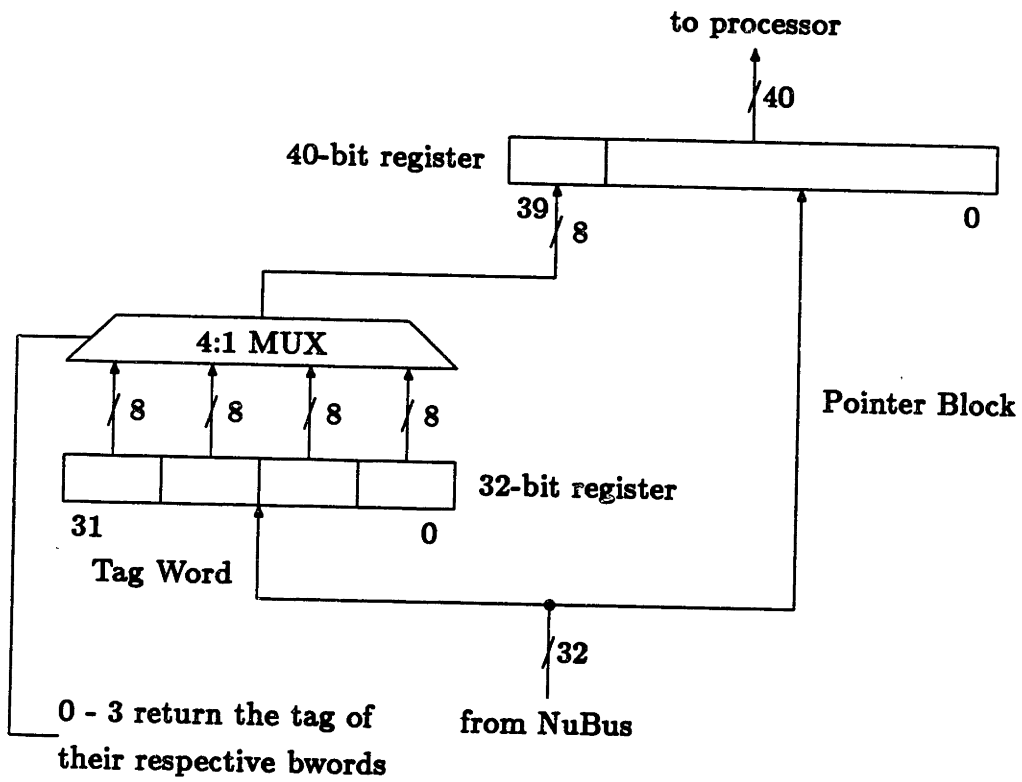 to processor
40
40-bit register
39
0
8
4:1 MUX
8
8
8
8
Pointer Block
32-bit register
31
0
Tag Word
32
0 - 3 return the tag of
their respective bwords
from NuBus